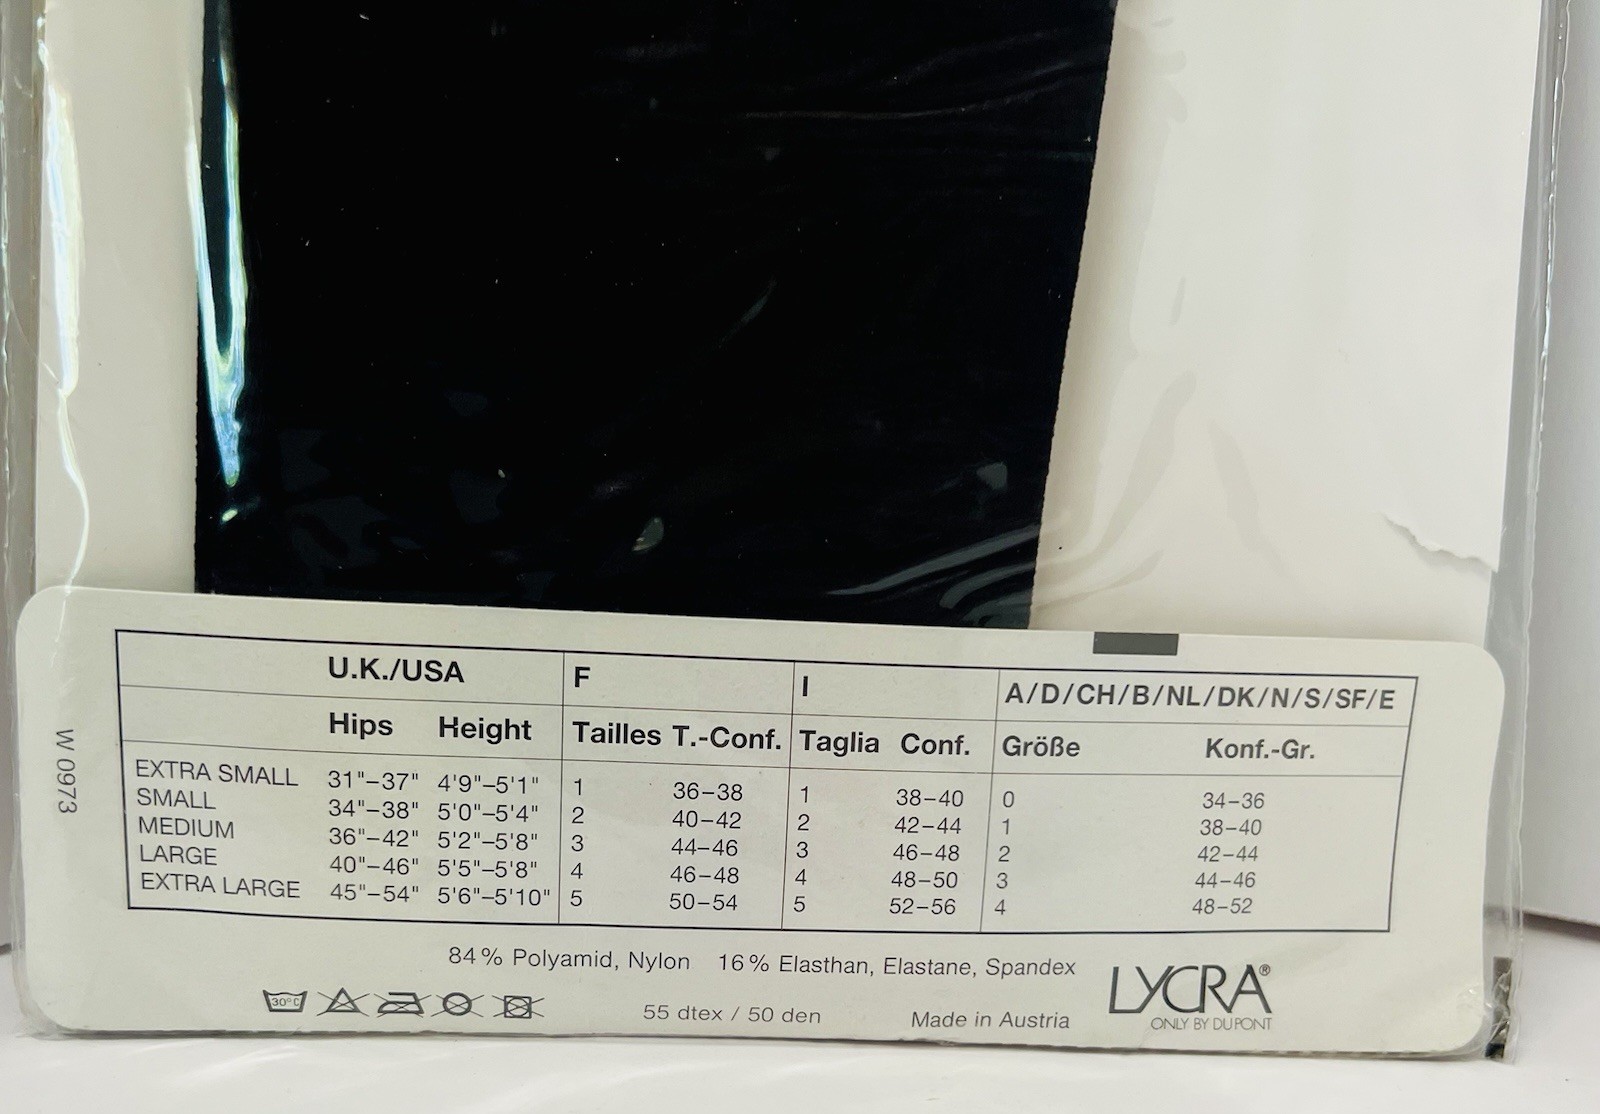 U.K./USA F I A/D/CH/B/NL/DK/N/S/SF/E
Hips Height Tailles T.-Conf. Taglia Conf. Größe Konf.-Gr.
EXTRA SMALL 31"–37" 4'9"–5'1" 1 36–38 1 38–40 0 34–36
SMALL 34"–38" 5'0"–5'4" 2 40–42 2 42–44 1 38–40
MEDIUM 36"–42" 5'2"–5'8" 3 44–46 3 46–48 2 42–44
LARGE 40"–46" 5'5"–5'8" 4 46–48 4 48–50 3 44–46
EXTRA LARGE 45"–54" 5'6"–5'10" 5 50–54 5 52–56 4 48–52
W 0973
84% Polyamid, Nylon 16% Elasthan, Elastane, Spandex
LYCRA®
ONLY BY DU PONT
30°C
55 dtex / 50 den
Made in Austria